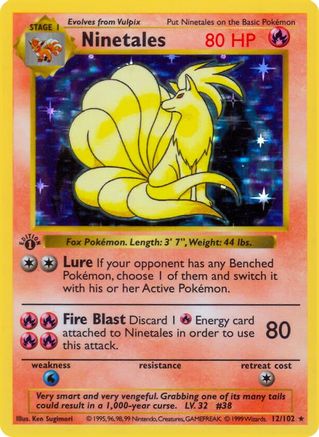 Evolves from Vulpix
Put Ninetales on the Basic Pokémon
STAGE 1
Ninetales
80 HP
EDITION
1
Fox Pokémon. Length: 3' 7", Weight: 44 lbs.
Lure If your opponent has any Benched
Pokémon, choose 1 of them and switch it
with his or her Active Pokémon.
Fire Blast Discard 1 Energy card
attached to Ninetales in order to use
this attack.
80
weakness
resistance
retreat cost
Very smart and very vengeful. Grabbing one of its many tails
could result in a 1,000-year curse. LV. 32 #38
Illus. Ken Sugimori
©1995, 96, 98, 99 Nintendo, Creatures, GAMEFREAK. ©1999 Wizards.
12/102 ★